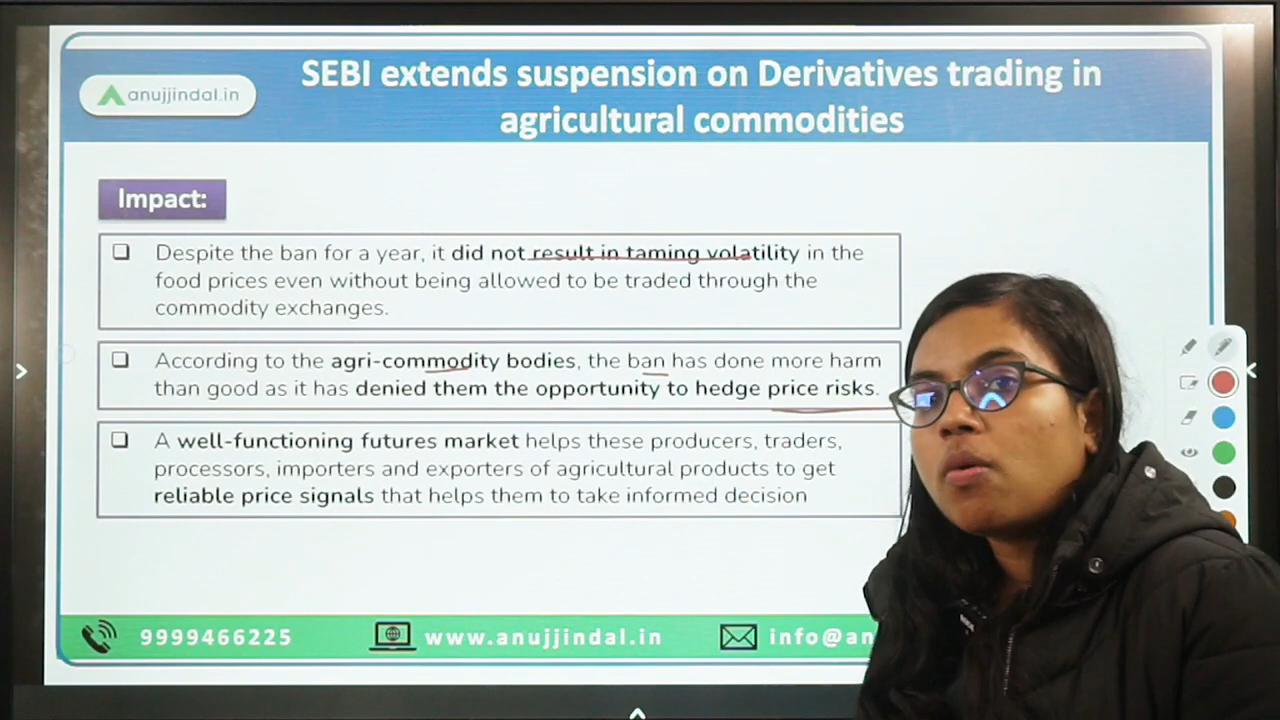 SEBI extends suspension on Derivatives trading in
agricultural commodities
anujjindal.in
Impact:
Despite the ban for a year, it did not result in taming volatility in the
food prices even without being allowed to be traded through the
commodity exchanges.
According to the agri-commodity bodies, the ban has done more harm
than good as it has denied them the opportunity to hedge price risks.
A well-functioning futures market helps these producers, traders,
processors, importers and exporters of agricultural products to get
reliable price signals that helps them to take informed decision
9999466225
www.anujjindal.in
info@an